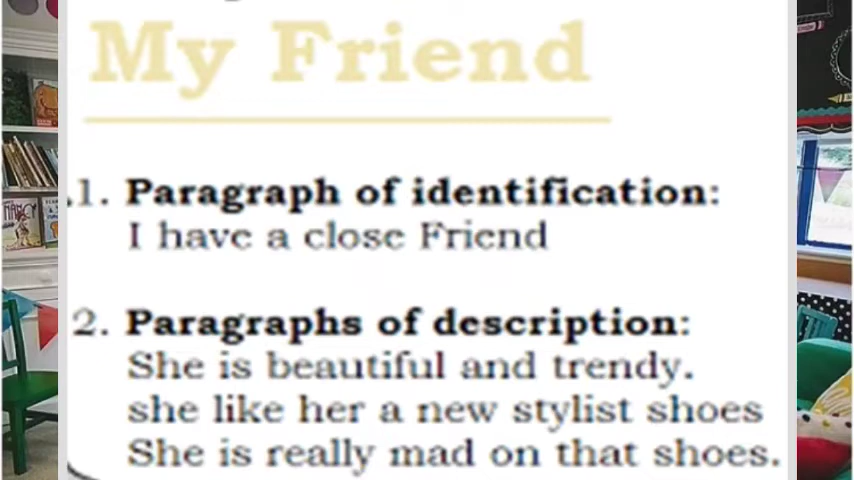 My Friend
1. Paragraph of identification:
I have a close Friend
2. Paragraphs of description:
She is beautiful and trendy.
she like her a new stylist shoes
She is really mad on that shoes.